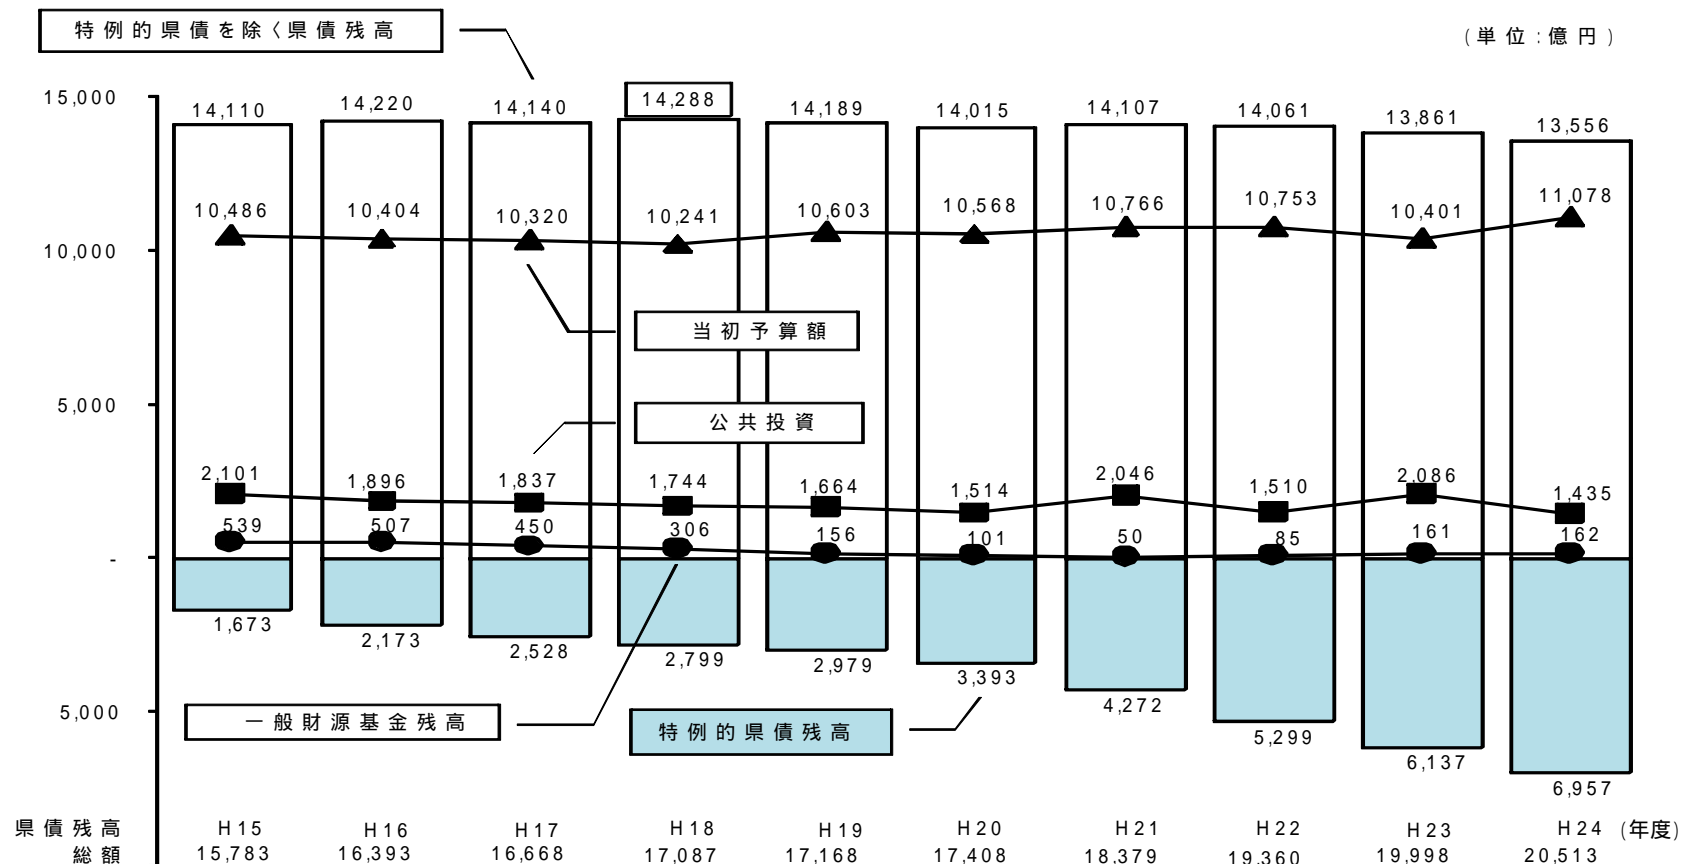 特例的県債を除く県債残高
(単位:億円)
15,000
14,110 14,220 14,140 14,288 14,189 14,015 14,107 14,061 13,861 13,556
10,486 10,404 10,320 10,241 10,603 10,568 10,766 10,753 10,401 11,078
10,000
当初予算額
5,000
公共投資
2,101 1,896 1,837 1,744 1,664 1,514 2,046 1,510 2,086 1,435
539 507 450 306 156 101 50 85 161 162
-
1,673 2,173 2,528 2,799 2,979 3,393 4,272 5,299 6,137 6,957
5,000
一般財源基金残高
特例的県債残高
県債残高 H15 H16 H17 H18 H19 H20 H21 H22 H23 H24 (年度)
総額 15,783 16,393 16,668 17,087 17,168 17,408 18,379 19,360 19,998 20,513